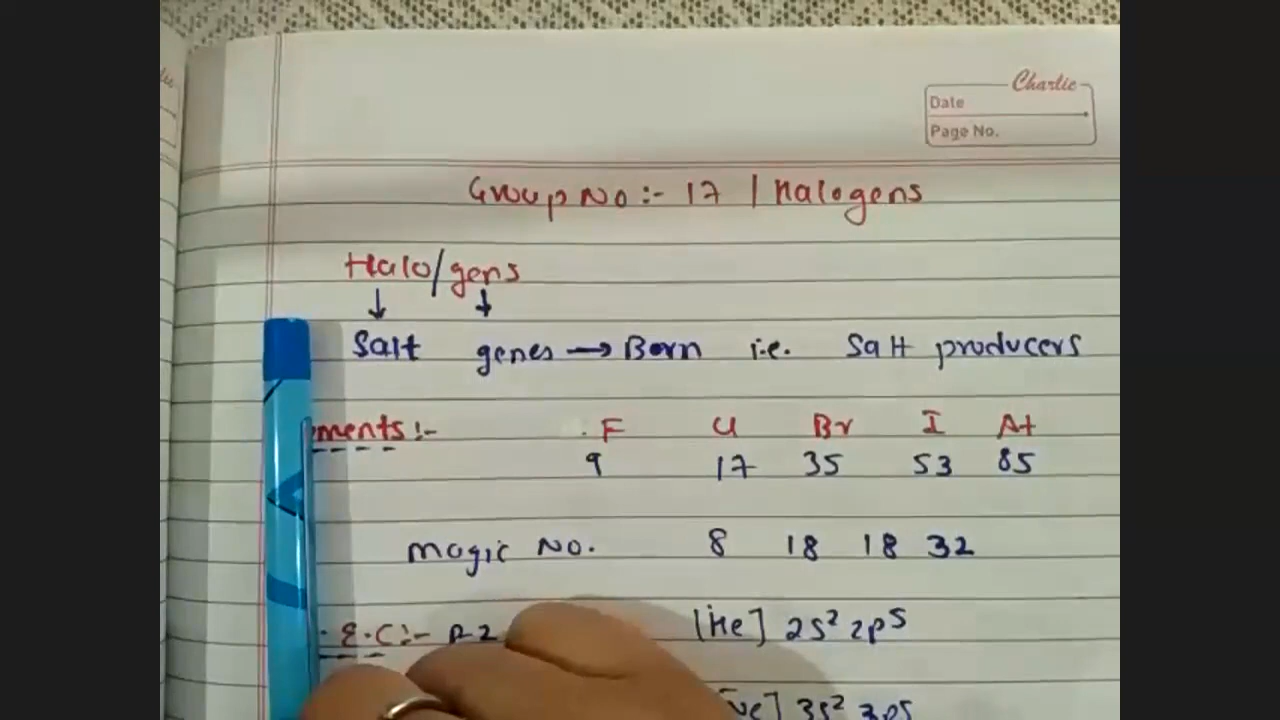 Charlie
Date
Page No.
Group No :- 17 | Halogens
Halo/gens
↓ ↓
Salt genes → Born i.e. Salt producers
ments :- F Cl Br I At
9 17 35 53 85
Magic No. 8 18 18 32
E.C :- [He] 2s² 2p⁵
3s² 3p⁵